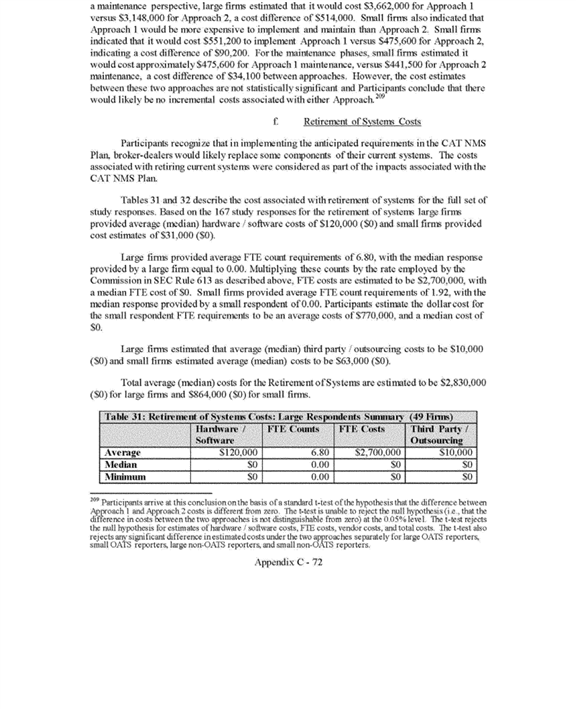 a maintenance perspective, large firms estimated that it would cost $3,662,000 for Approach 1
versus $3,148,000 for Approach 2, a cost difference of $514,000.  Small firms also indicated that
Approach 1 would be more expensive to implement and maintain than Approach 2.  Small firms
indicated that it would cost $551,200 to implement Approach 1 versus $475,600 for Approach 2,
indicating a cost difference of $90,200.  For the maintenance phases, small firms estimated it
would cost approximately $475,600 for Approach 1 maintenance, versus $441,500 for Approach 2
maintenance,  a cost difference of $34,100 between approaches.  However, the cost estimates
between these two approaches are not statistically significant and Participants conclude that there
would likely be no incremental costs associated with either Approach.209
f. Retirement of Systems Costs
Participants recognize that in implementing the anticipated requirements in the CAT NMS
Plan, broker-dealers would likely replace some components of their current systems.  The costs
associated with retiring current systems were considered as part of the impacts associated with the
CAT NMS Plan.
Tables 31 and 32 describe the cost associated with retirement of systems for the full set of
study responses. Based on the 167 study responses for the retirement of systems large firms
provided average (median) hardware / software costs of $120,000 ($0) and small firms provided
cost estimates of $31,000 ($0).
Large firms provided average FTE count requirements of 6.80, with the median response
provided by a large firm equal to 0.00. Multiplying these counts by the rate employed by the
Commission in SEC Rule 613 as described above, FTE costs are estimated to be $2,700,000, with
a median FTE cost of $0.  Small firms provided average FTE count requirements of 1.92, with the
median response provided by a small respondent of 0.00. Participants estimate the dollar cost for
the small respondent FTE requirements to be an average costs of $770,000, and a median cost of
$0.
Large firms estimated that average (median) third party / outsourcing costs to be $10,000
($0) and small firms estimated average (median) costs to be $63,000 ($0).
Total average (median) costs for the Retirement of Systems are estimated to be $2,830,000
($0) for large firms and $864,000 ($0) for small firms.
Table 31: Retirement of Systems Costs: Large Respondents Summary (49 Firms)
Hardware / Software FTE Counts FTE Costs Third Party / Outsourcing
Average $120,000 6.80 $2,700,000 $10,000
Median $0 0.00 $0 $0
Minimum $0 0.00 $0 $0
209 Participants arrive at this conclusion on the basis of a standard t-test of the hypothesis that the difference between
Approach 1 and Approach 2 costs is different from zero.  The t-test is unable to reject the null hypothesis (i.e., that the
difference in costs between the two approaches is not distinguishable from zero) at the 0.05% level.  The t-test rejects
the null hypothesis for estimates of hardware / software costs, FTE costs, vendor costs, and total costs.  The t-test also
rejects any significant difference in estimated costs under the two approaches separately for large OATS reporters,
small OATS reporters, large non-OATS reporters, and small non-OATS reporters.
Appendix C - 72